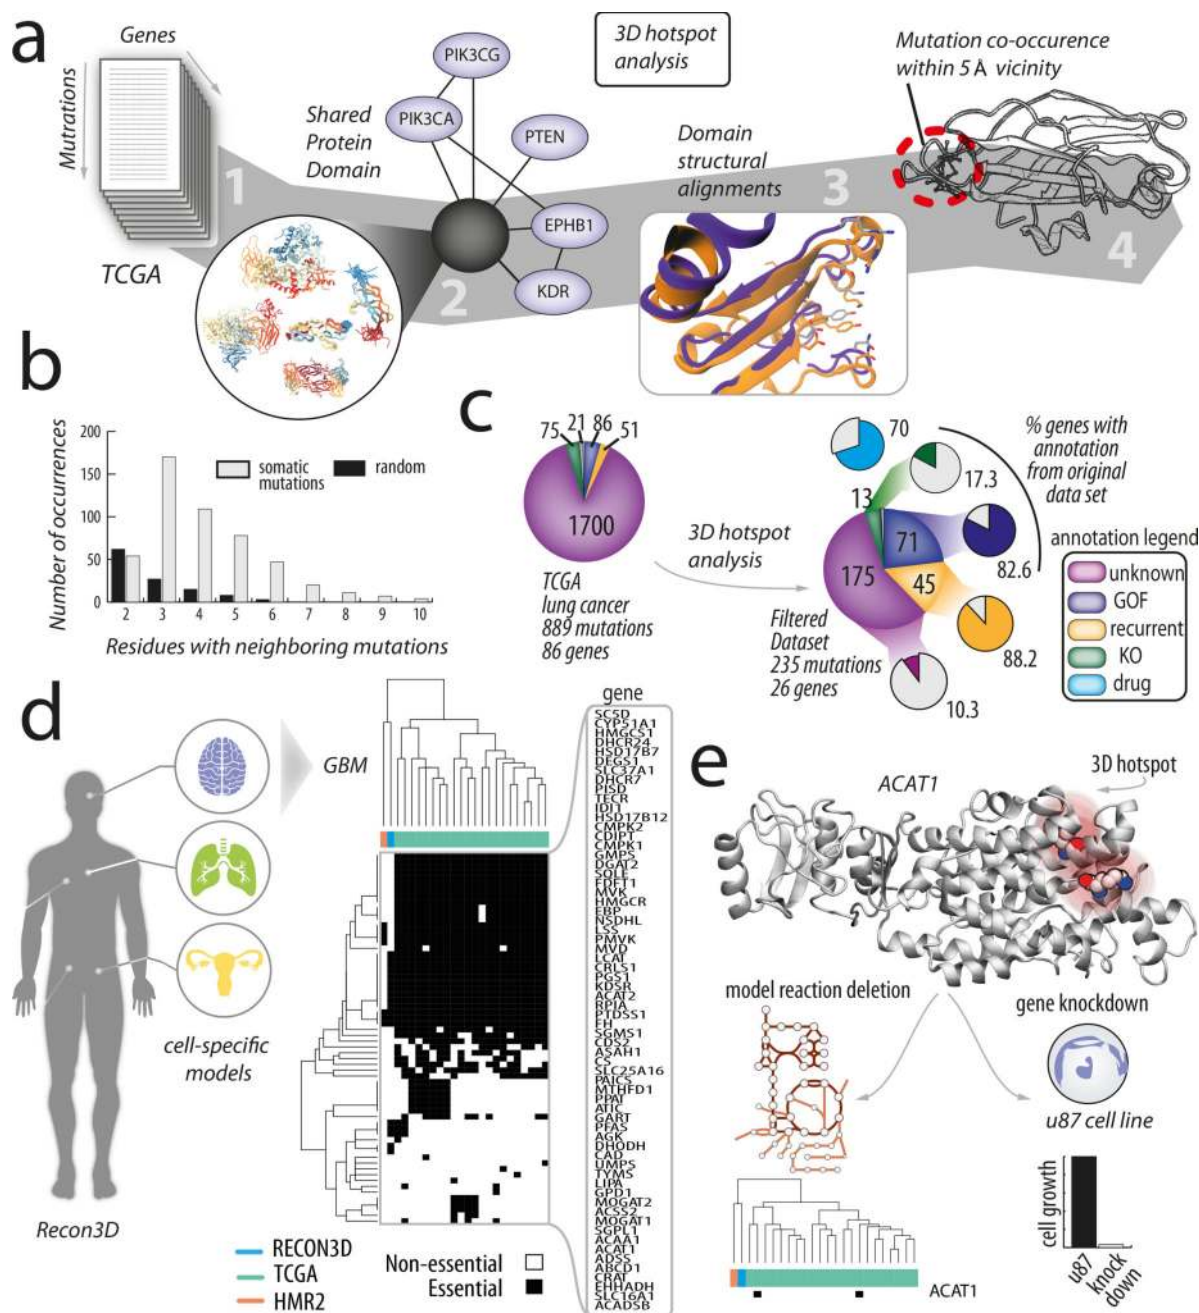 a
Genes
Mutrations
TCGA
1
Shared
Protein
Domain
PIK3CG
PIK3CA
PTEN
EPHB1
KDR
2
3D hotspot
analysis
Domain
structural
alignments
3
Mutation co-occurence
within 5 Å vicinity
4
b
Number of occurrences
200
150
100
50
0
somatic
mutations
random
2 3 4 5 6 7 8 9 10
Residues with neighboring mutations
c
75 21 86 51
1700
TCGA
lung cancer
889 mutations
86 genes
3D hotspot
analysis
70
17.3
13
71
82.6
175
45
88.2
10.3
Filtered
Dataset
235 mutations
26 genes
% genes with
annotation
from original
data set
annotation legend
unknown
GOF
recurrent
KO
drug
d
GBM
cell-specific
models
Recon3D
RECON3D
TCGA
HMR2
Non-essential
Essential
gene
SC5D
CYP51A1
HMGCS1
DHCR24
HSD17B7
DEGS1
SLC37A1
DHCR7
PISD
TECR
IDI1
HSD17B12
CMPK2
CDIPT
CMPK1
GMPS
DGAT2
SQLE
FDFT1
MVK
HMGCR
EBP
NSDHL
LSS
PMVK
MVD
LCAT
CRLS1
PGS1
KDSR
ACAT2
RPIA
PTDSS1
FH
SGMS1
CDS2
ASAH1
CS
SLC25A16
PAICS
MTHFD1
PPAT
ATIC
GART
PFAS
AGK
DHODH
CAD
UMPS
TYMS
LIPA
GPD1
MOGAT2
ACSS2
MOGAT1
SGPL1
ACAA1
ACAT1
ADSS
ABCD1
CRAT
EHHADH
SLC16A1
ACADSB
e
3D hotspot
ACAT1
model reaction deletion
gene knockdown
u87 cell line
ACAT1
cell growth
u87
knock
down